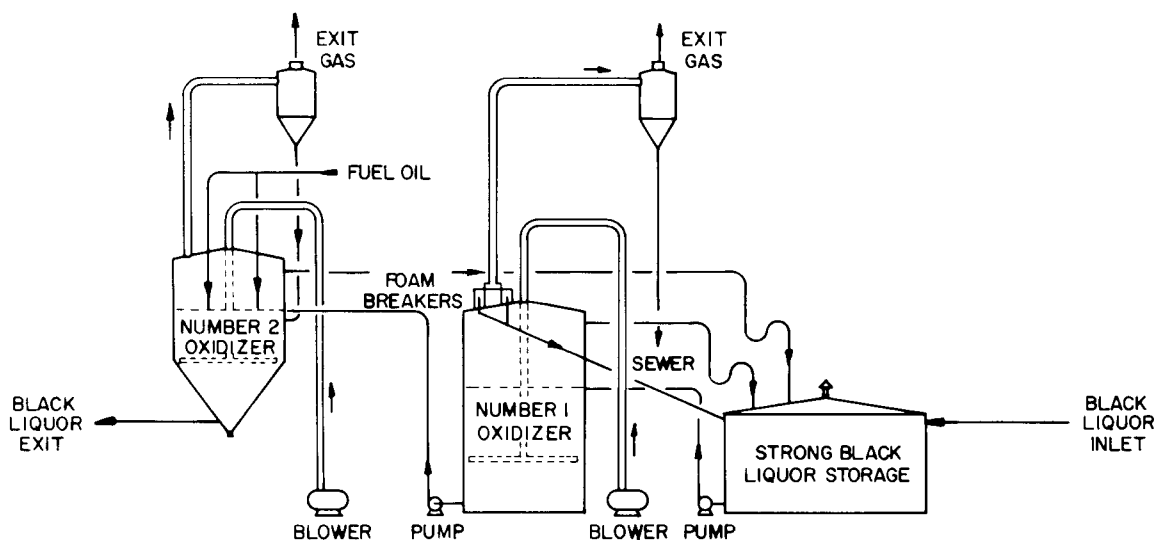 EXIT
GAS
EXIT
GAS
FUEL OIL
FOAM
BREAKERS
NUMBER 2
OXIDIZER
SEWER
BLACK
LIQUOR
EXIT
NUMBER 1
OXIDIZER
BLACK
LIQUOR
INLET
STRONG BLACK
LIQUOR STORAGE
BLOWER
PUMP
BLOWER
PUMP